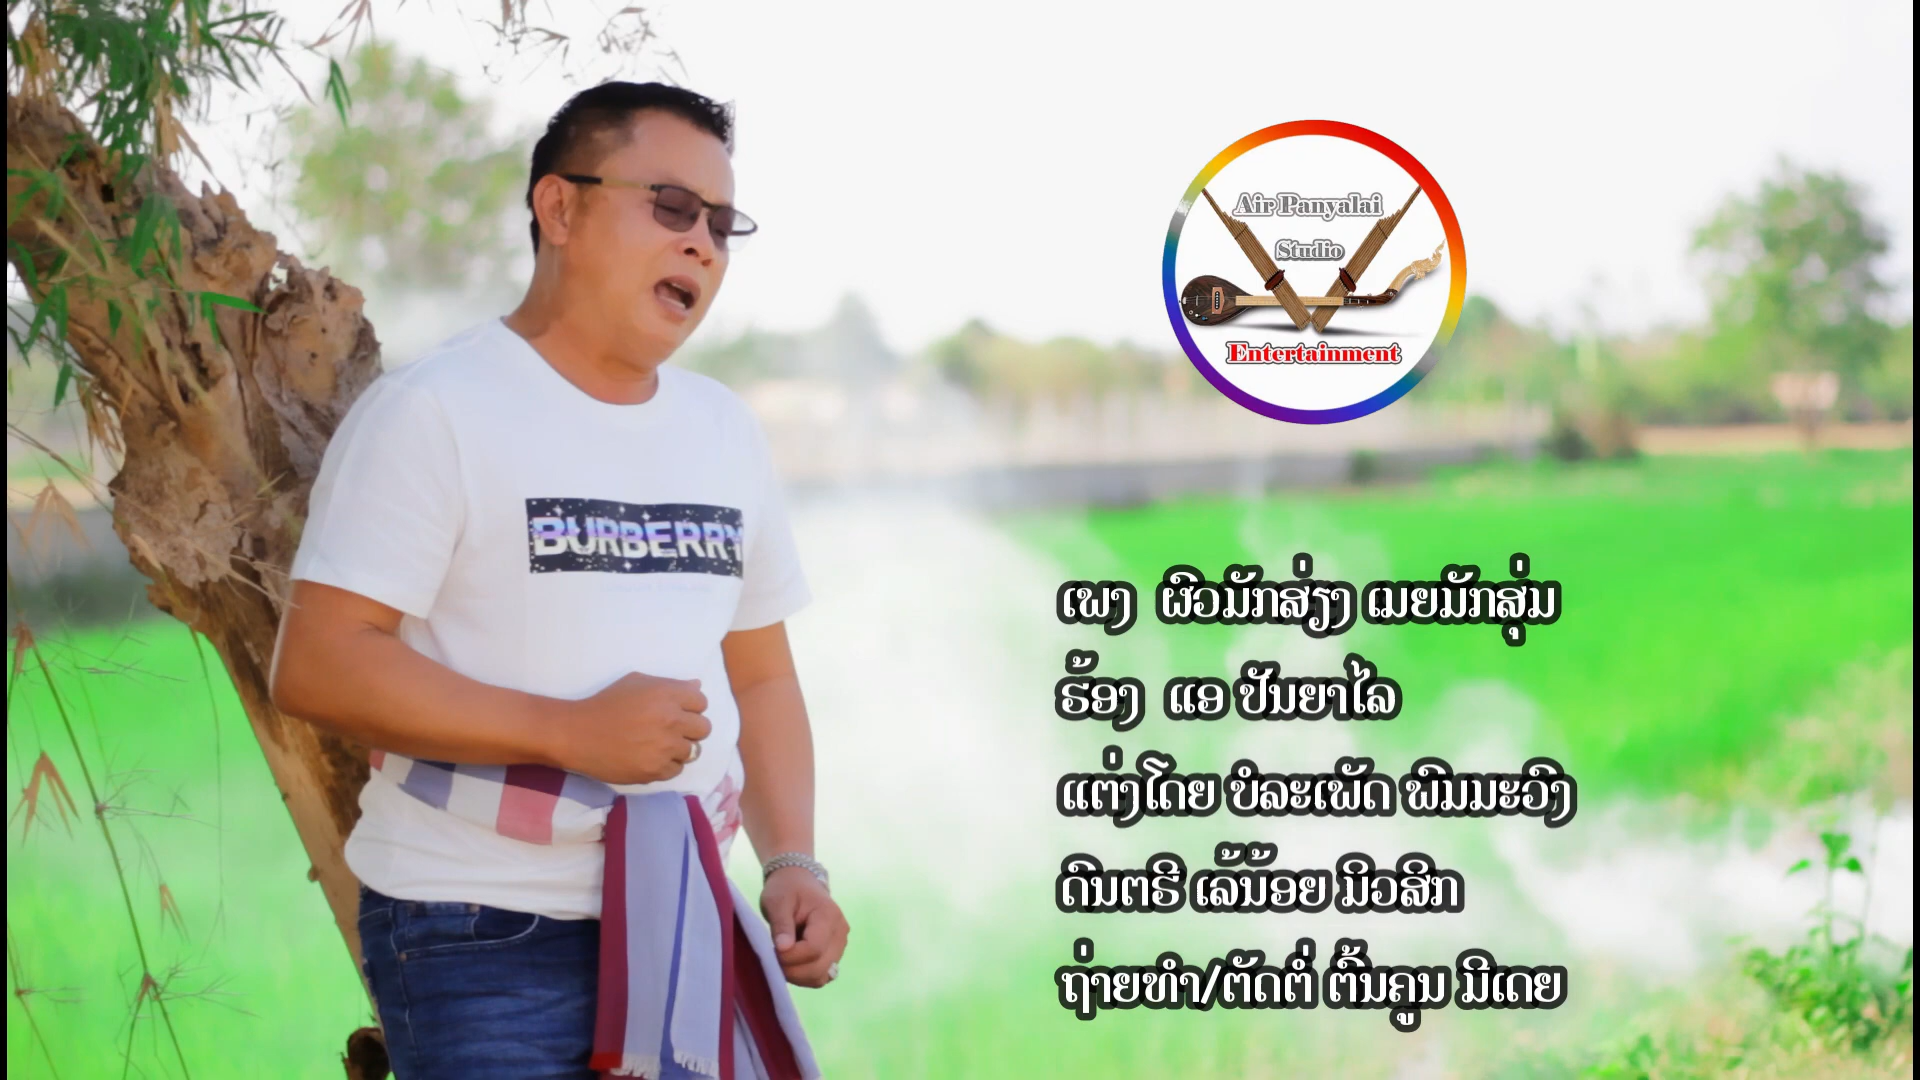 Air Panyalai
Studio
Entertainment
BURBERRY
ເພງ ຜົວມັກສ່ຽງ ເມຍມັກສຸ່ມ
ຮ້ອງ ແອ ປັນຍາໄລ
ແຕ່ງໂດຍ ບໍລະເພັດ ພົມມະວົງ
ດົນຕຣີ ເລ້ນ້ອຍ ມິວສິກ
ຖ່າຍທຳ/ຕັດຕໍ່ ຕົ້ນຄູນ ມີເດຍ